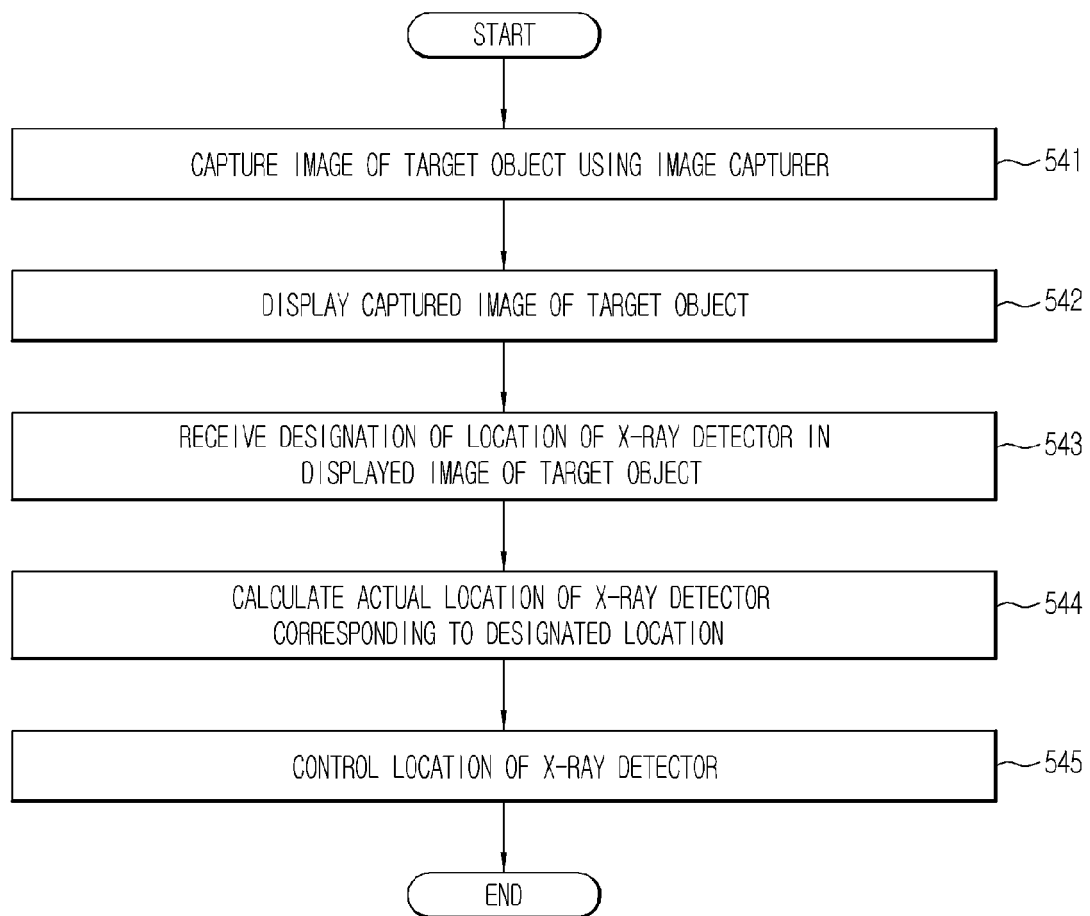 START
CAPTURE IMAGE OF TARGET OBJECT USING IMAGE CAPTURER
541
DISPLAY CAPTURED IMAGE OF TARGET OBJECT
542
RECEIVE DESIGNATION OF LOCATION OF X-RAY DETECTOR IN
DISPLAYED IMAGE OF TARGET OBJECT
543
CALCULATE ACTUAL LOCATION OF X-RAY DETECTOR
CORRESPONDING TO DESIGNATED LOCATION
544
CONTROL LOCATION OF X-RAY DETECTOR
545
END